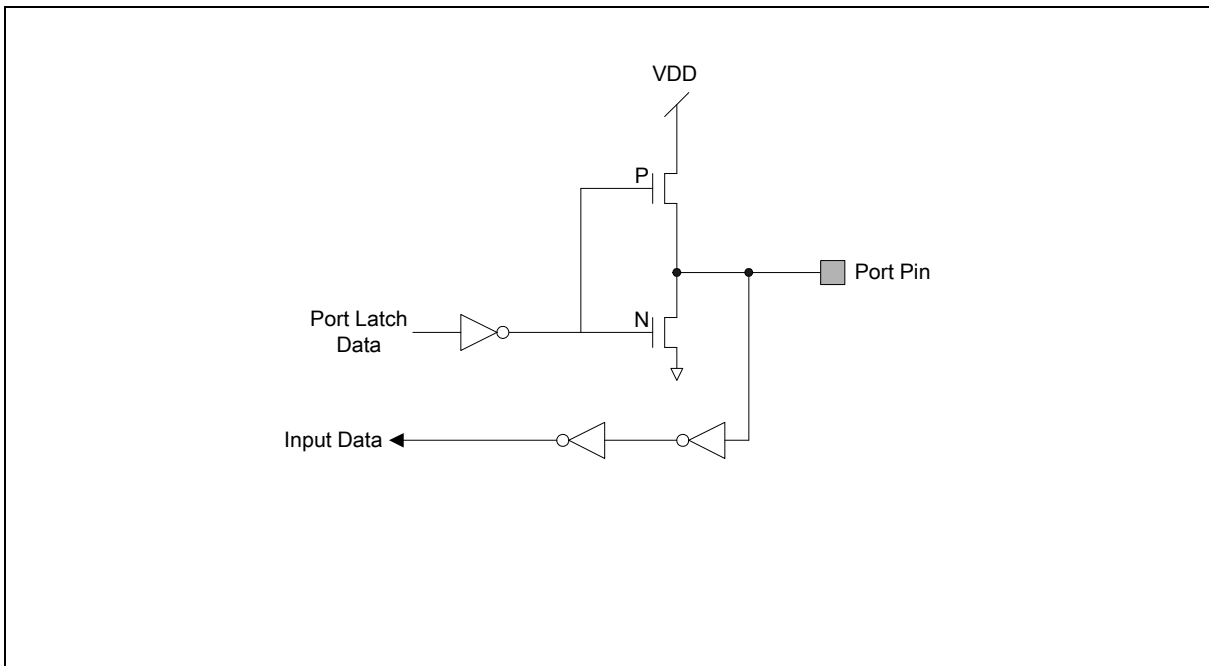 VDD
P
Port Pin
N
Port Latch
Data
Input Data